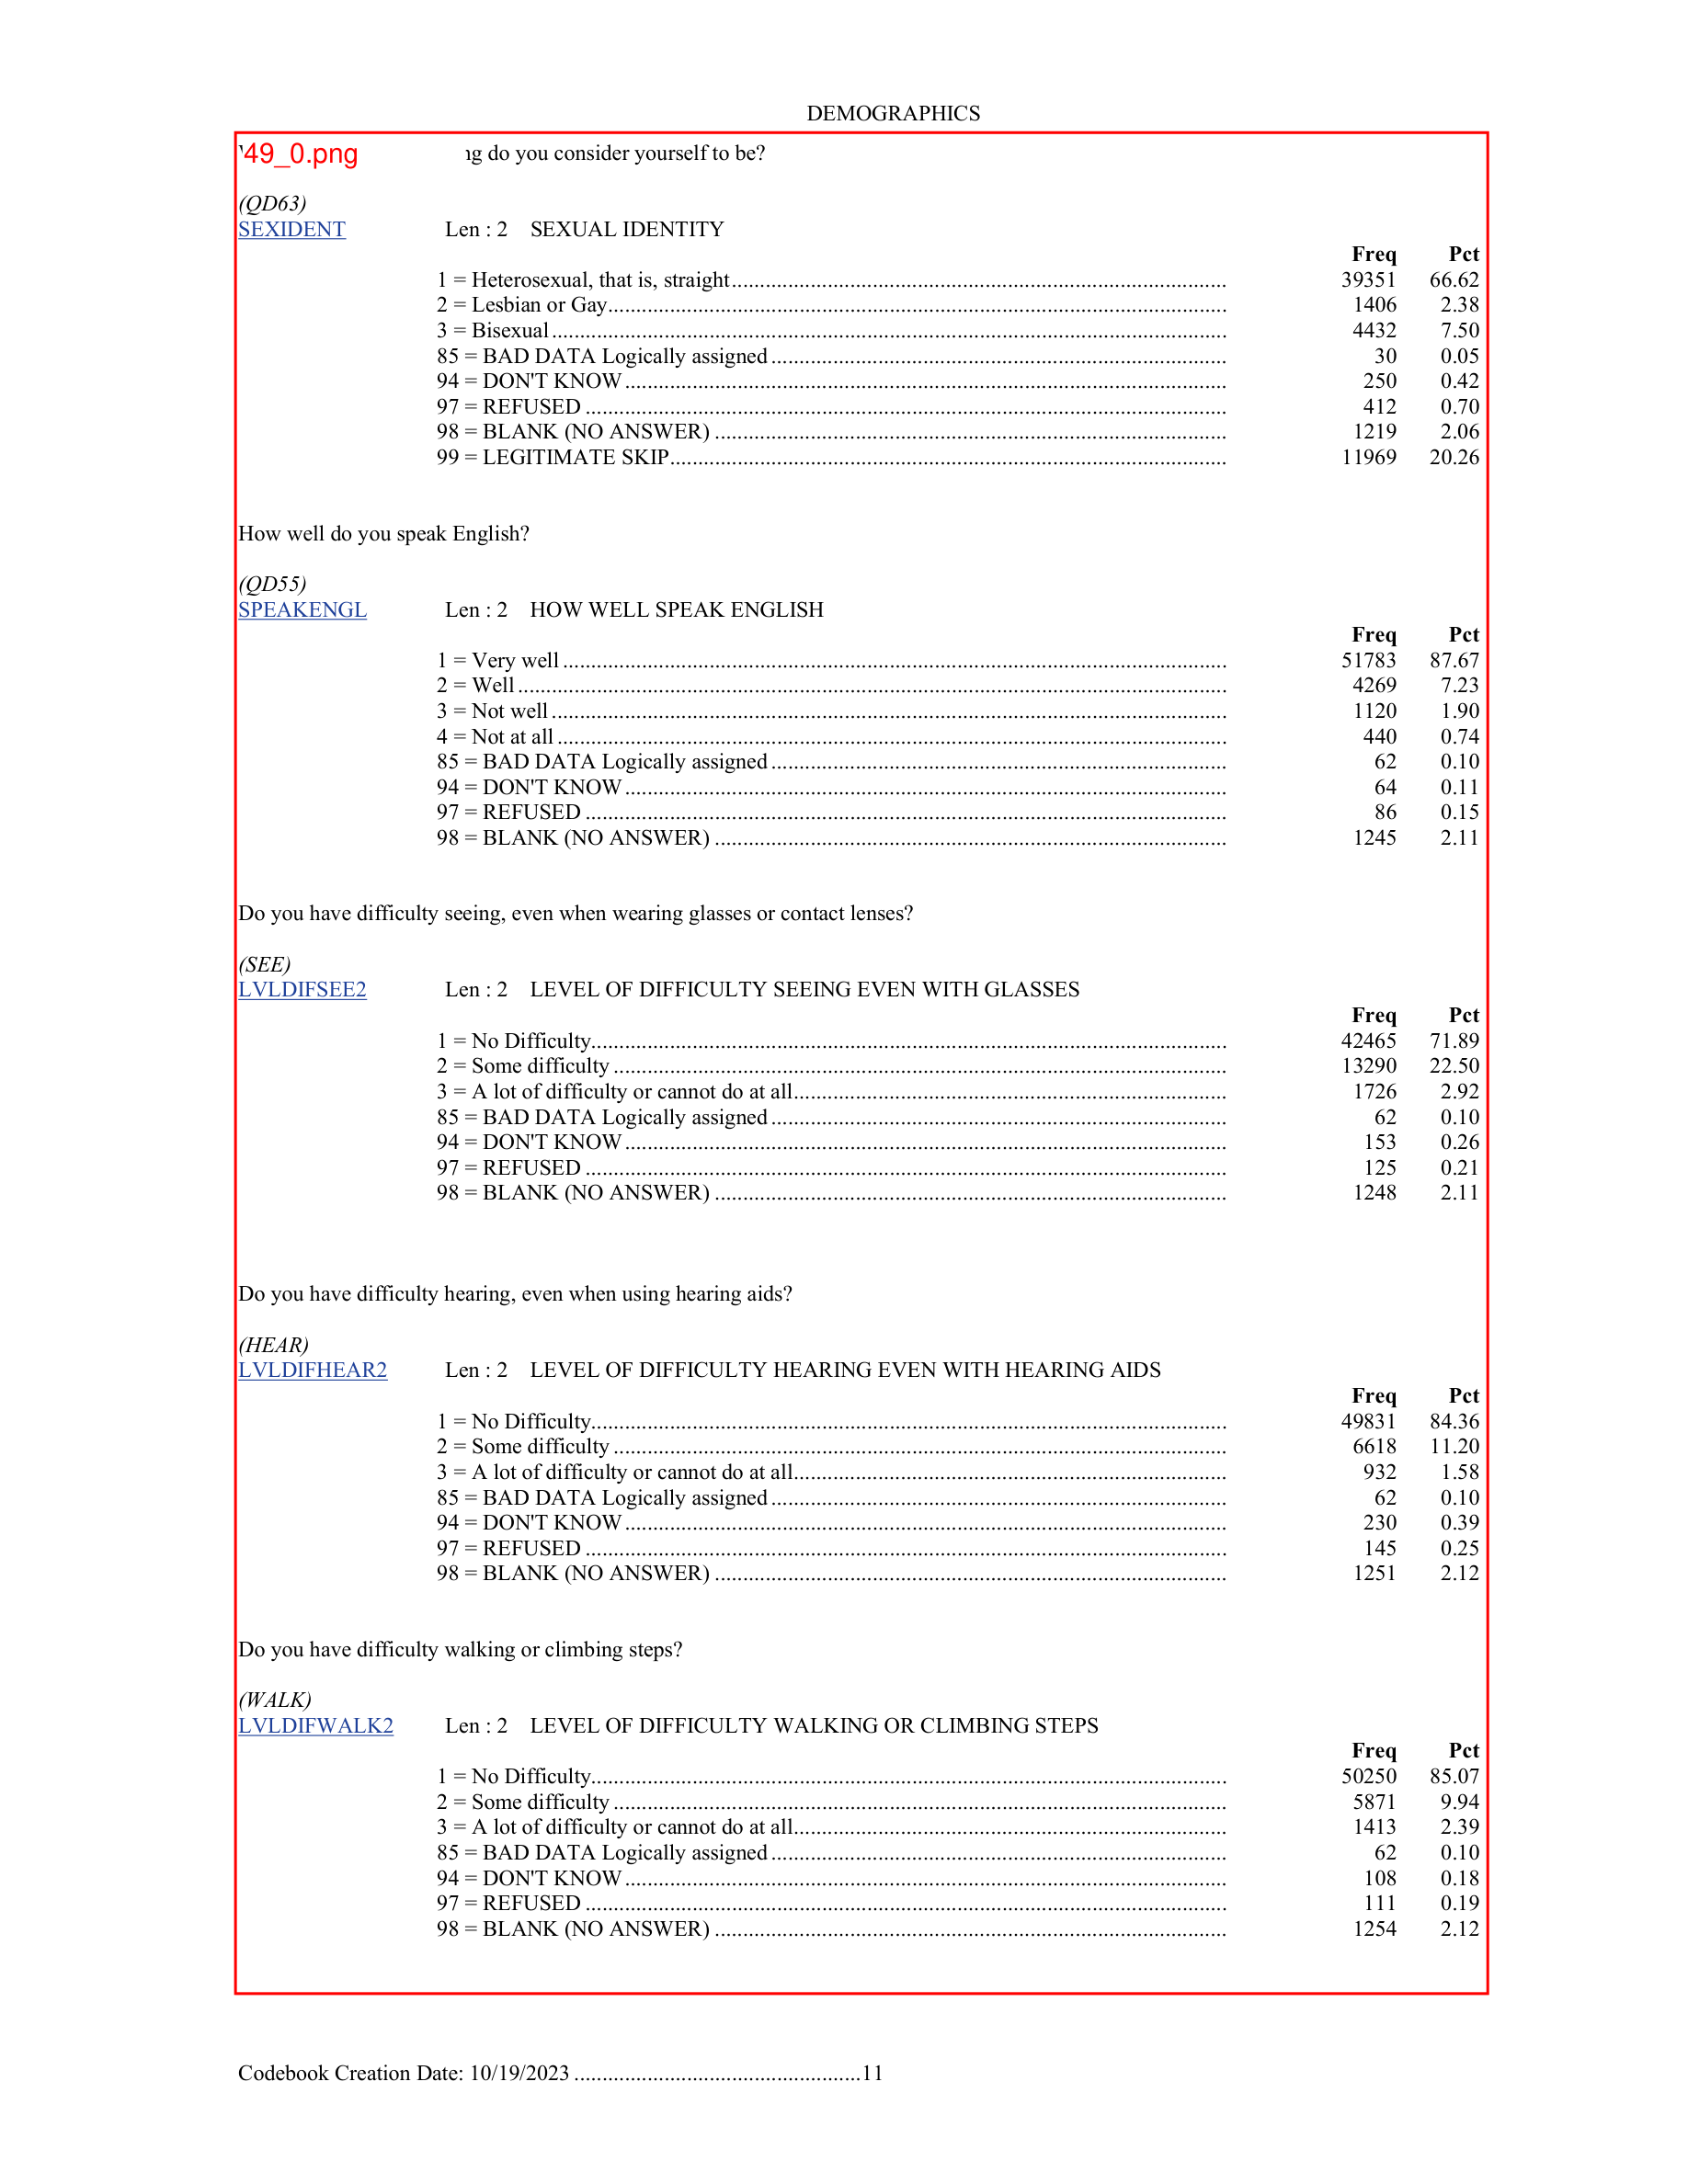 DEMOGRAPHICS
49_0.png do you consider yourself to be?
(QD63)
SEXIDENT Len : 2 SEXUAL IDENTITY
Freq Pct
1 = Heterosexual, that is, straight 39351 66.62
2 = Lesbian or Gay 1406 2.38
3 = Bisexual 4432 7.50
85 = BAD DATA Logically assigned 30 0.05
94 = DON'T KNOW 250 0.42
97 = REFUSED 412 0.70
98 = BLANK (NO ANSWER) 1219 2.06
99 = LEGITIMATE SKIP 11969 20.26
How well do you speak English?
(QD55)
SPEAKENGL Len : 2 HOW WELL SPEAK ENGLISH
Freq Pct
1 = Very well 51783 87.67
2 = Well 4269 7.23
3 = Not well 1120 1.90
4 = Not at all 440 0.74
85 = BAD DATA Logically assigned 62 0.10
94 = DON'T KNOW 64 0.11
97 = REFUSED 86 0.15
98 = BLANK (NO ANSWER) 1245 2.11
Do you have difficulty seeing, even when wearing glasses or contact lenses?
(SEE)
LVLDIFSEE2 Len : 2 LEVEL OF DIFFICULTY SEEING EVEN WITH GLASSES
Freq Pct
1 = No Difficulty 42465 71.89
2 = Some difficulty 13290 22.50
3 = A lot of difficulty or cannot do at all 1726 2.92
85 = BAD DATA Logically assigned 62 0.10
94 = DON'T KNOW 153 0.26
97 = REFUSED 125 0.21
98 = BLANK (NO ANSWER) 1248 2.11
Do you have difficulty hearing, even when using hearing aids?
(HEAR)
LVLDIFHEAR2 Len : 2 LEVEL OF DIFFICULTY HEARING EVEN WITH HEARING AIDS
Freq Pct
1 = No Difficulty 49831 84.36
2 = Some difficulty 6618 11.20
3 = A lot of difficulty or cannot do at all 932 1.58
85 = BAD DATA Logically assigned 62 0.10
94 = DON'T KNOW 230 0.39
97 = REFUSED 145 0.25
98 = BLANK (NO ANSWER) 1251 2.12
Do you have difficulty walking or climbing steps?
(WALK)
LVLDIFWALK2 Len : 2 LEVEL OF DIFFICULTY WALKING OR CLIMBING STEPS
Freq Pct
1 = No Difficulty 50250 85.07
2 = Some difficulty 5871 9.94
3 = A lot of difficulty or cannot do at all 1413 2.39
85 = BAD DATA Logically assigned 62 0.10
94 = DON'T KNOW 108 0.18
97 = REFUSED 111 0.19
98 = BLANK (NO ANSWER) 1254 2.12
Codebook Creation Date: 10/19/2023 11